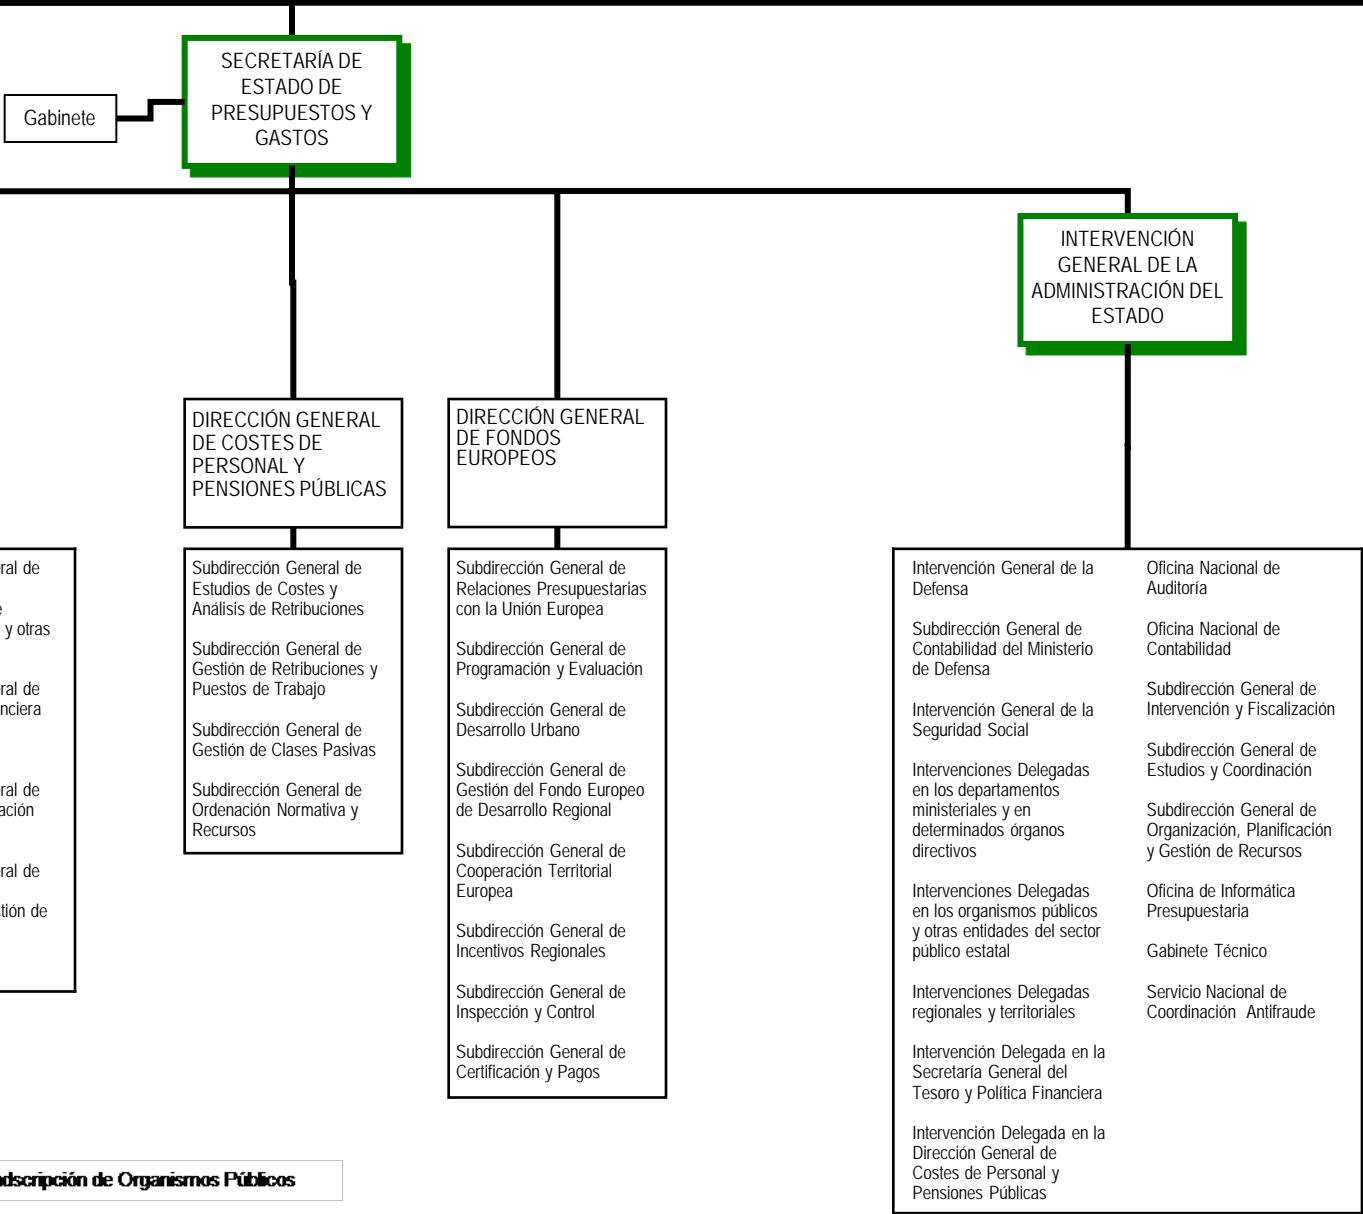 SECRETARÍA DE
ESTADO DE
PRESUPUESTOS Y
GASTOS
Gabinete
INTERVENCIÓN
GENERAL DE LA
ADMINISTRACIÓN DEL
ESTADO
DIRECCIÓN GENERAL
DE COSTES DE
PERSONAL Y
PENSIONES PÚBLICAS
DIRECCIÓN GENERAL
DE FONDOS
EUROPEOS
de
y otras
de
de
de
de
Subdirección General de
Estudios de Costes y
Análisis de Retribuciones
Subdirección General de
Gestión de Retribuciones y
Puestos de Trabajo
Subdirección General de
Gestión de Clases Pasivas
Subdirección General de
Ordenación Normativa y
Recursos
Subdirección General de
Relaciones Presupuestarias
con la Unión Europea
Subdirección General de
Programación y Evaluación
Subdirección General de
Desarrollo Urbano
Subdirección General de
Gestión del Fondo Europeo
de Desarrollo Regional
Subdirección General de
Cooperación Territorial
Europea
Subdirección General de
Incentivos Regionales
Subdirección General de
Inspección y Control
Subdirección General de
Certificación y Pagos
Intervención General de la
Defensa
Subdirección General de
Contabilidad del Ministerio
de Defensa
Intervención General de la
Seguridad Social
Intervenciones Delegadas
en los departamentos
ministeriales y en
determinados órganos
directivos
Intervenciones Delegadas
en los organismos públicos
y otras entidades del sector
público estatal
Intervenciones Delegadas
regionales y territoriales
Intervención Delegada en la
Secretaría General del
Tesoro y Política Financiera
Intervención Delegada en la
Dirección General de
Costes de Personal y
Pensiones Públicas
Oficina Nacional de
Auditoría
Oficina Nacional de
Contabilidad
Subdirección General de
Intervención y Fiscalización
Subdirección General de
Estudios y Coordinación
Subdirección General de
Organización, Planificación
y Gestión de Recursos
Oficina de Informática
Presupuestaria
Gabinete Técnico
Servicio Nacional de
Coordinación Antifraude
de Organismos Públicos